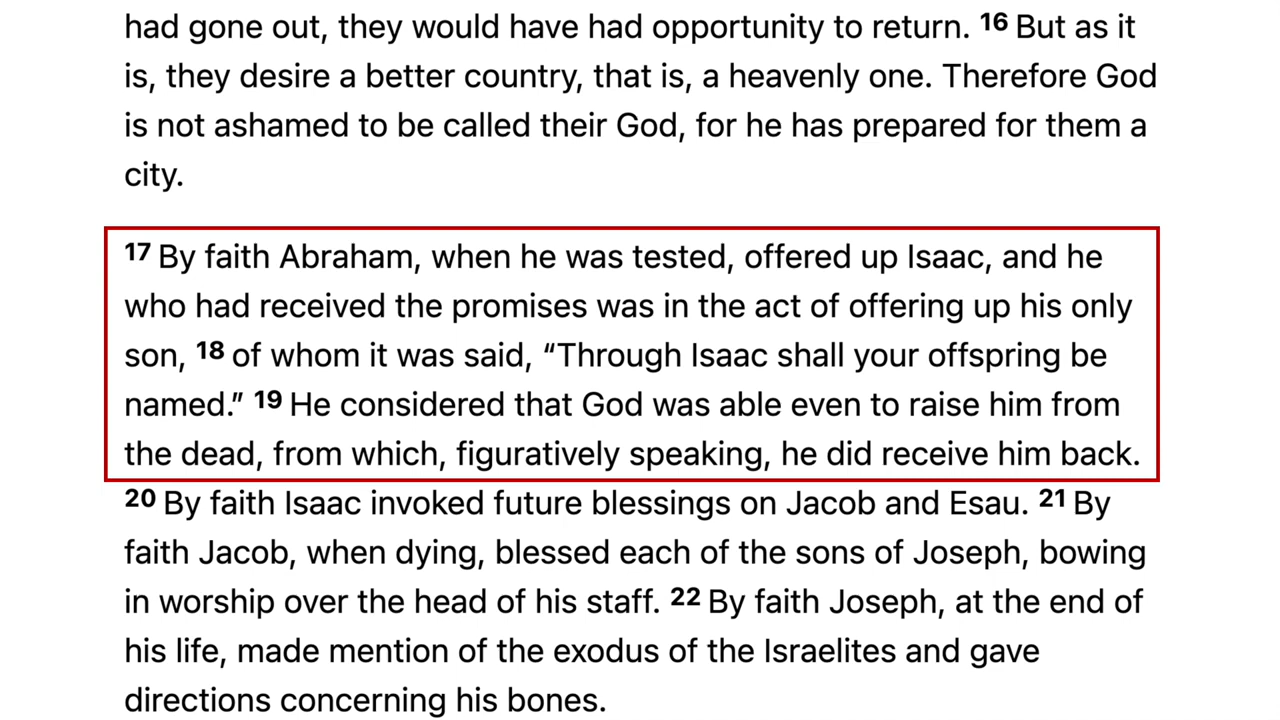 had gone out, they would have had opportunity to return. 16 But as it
is, they desire a better country, that is, a heavenly one. Therefore God
is not ashamed to be called their God, for he has prepared for them a
city.
17 By faith Abraham, when he was tested, offered up Isaac, and he
who had received the promises was in the act of offering up his only
son, 18 of whom it was said, “Through Isaac shall your offspring be
named.” 19 He considered that God was able even to raise him from
the dead, from which, figuratively speaking, he did receive him back.
20 By faith Isaac invoked future blessings on Jacob and Esau. 21 By
faith Jacob, when dying, blessed each of the sons of Joseph, bowing
in worship over the head of his staff. 22 By faith Joseph, at the end of
his life, made mention of the exodus of the Israelites and gave
directions concerning his bones.